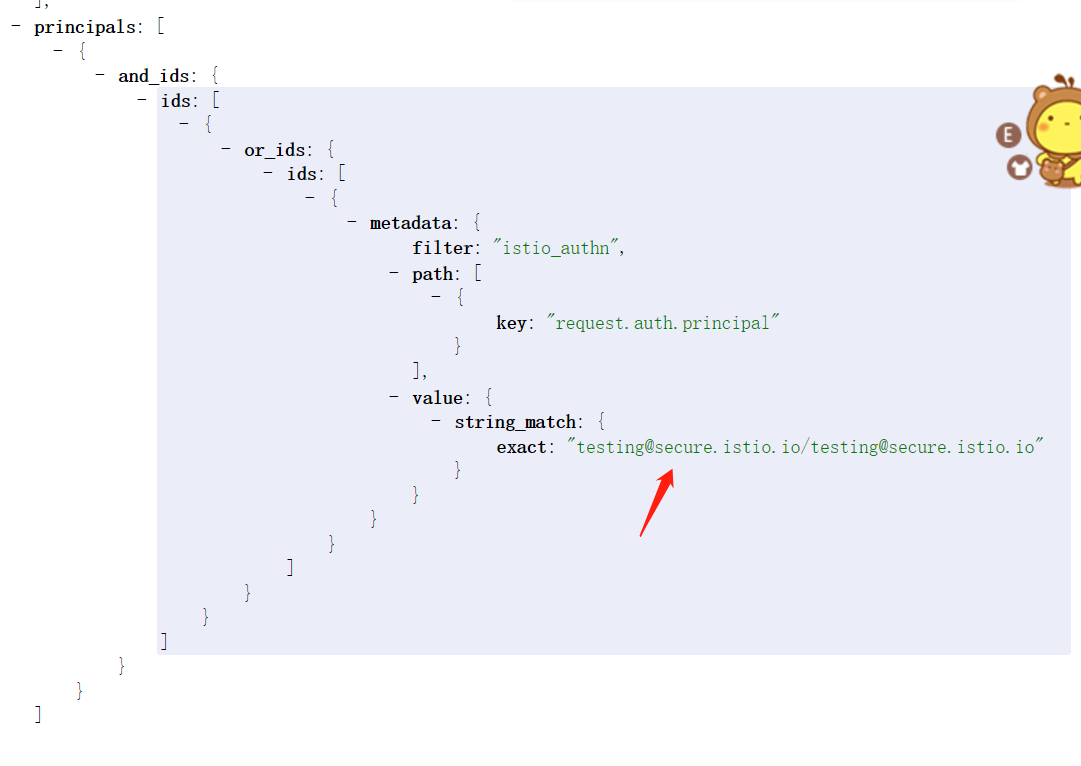 ],
- principals: [
- {
- and_ids: {
- ids: [
- {
- or_ids: {
- ids: [
- {
- metadata: {
filter: "istio_authn",
- path: [
- {
key: "request.auth.principal"
}
],
- value: {
- string_match: {
exact: "testing@secure.istio.io/testing@secure.istio.io"
}
}
}
}
]
}
}
]
}
}
]
E